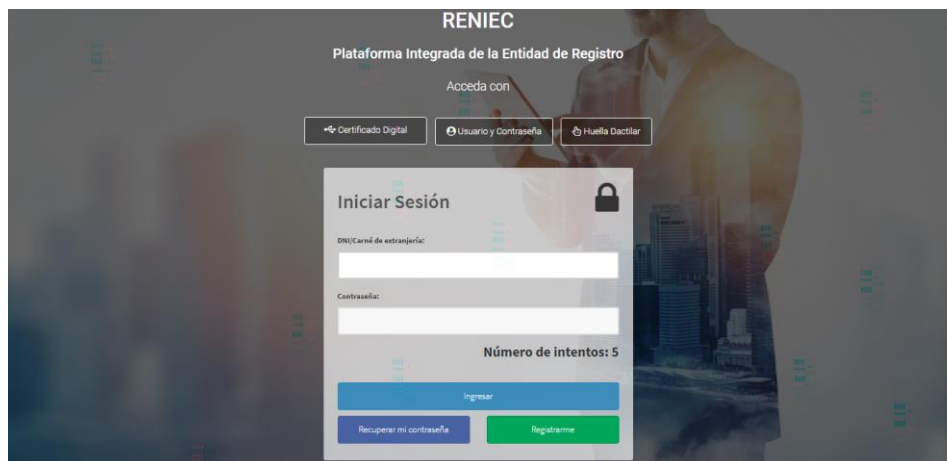 RENIEC
Plataforma Integrada de la Entidad de Registro
Acceda con
Certificado Digital
Usuario y Contraseña
Huella Dactilar
Iniciar Sesión
DNI/Carné de extranjería:
Contraseña:
Número de intentos: 5
Ingresar
Recuperar mi contraseña
Registrarme